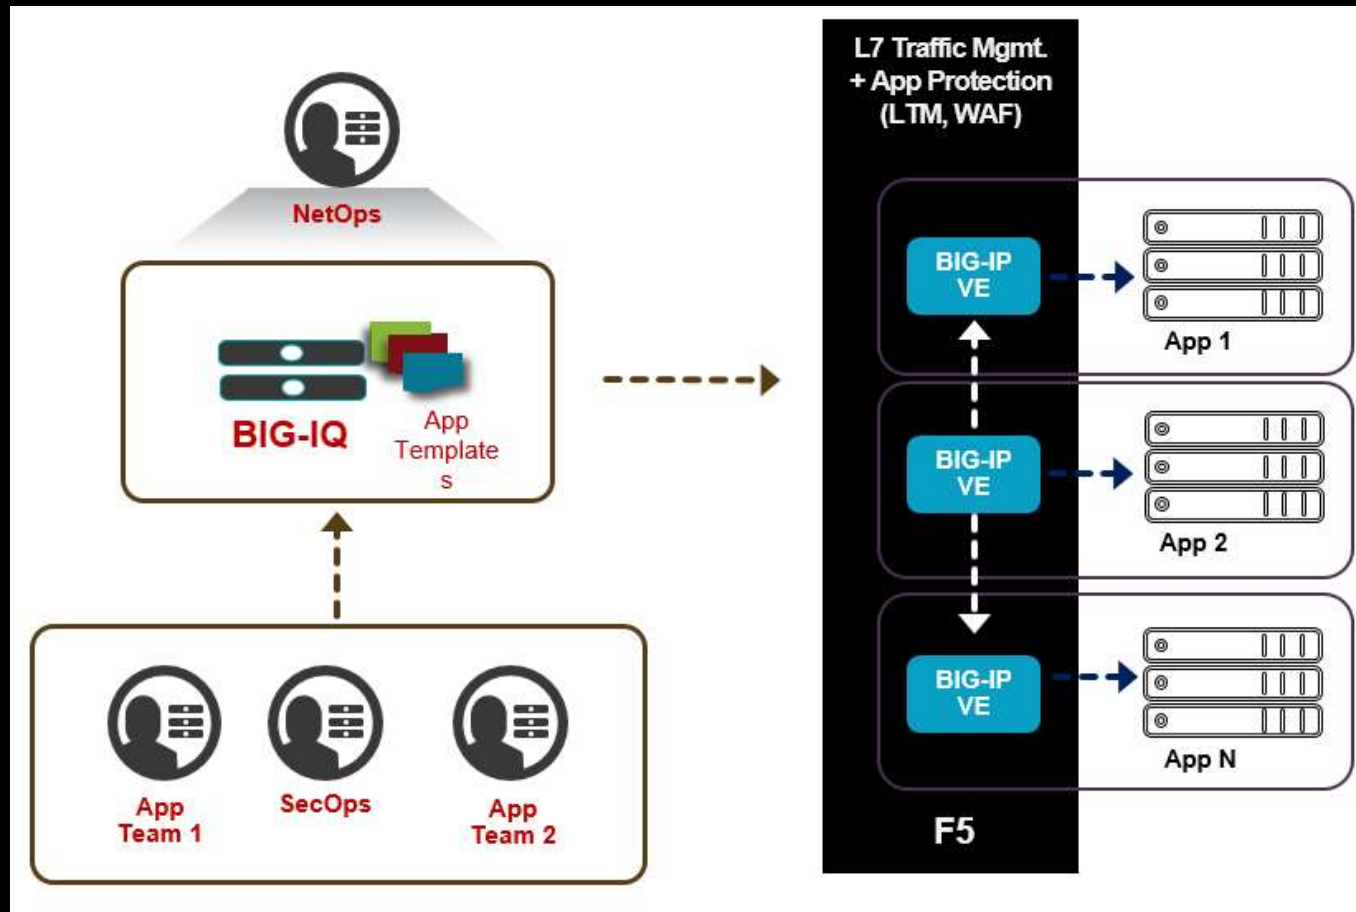 NetOps
BIG-IQ
App
Template
s
App
Team 1
SecOps
App
Team 2
L7 Traffic Mgmt.
+ App Protection
(LTM, WAF)
BIG-IP
VE
App 1
BIG-IP
VE
App 2
BIG-IP
VE
App N
F5